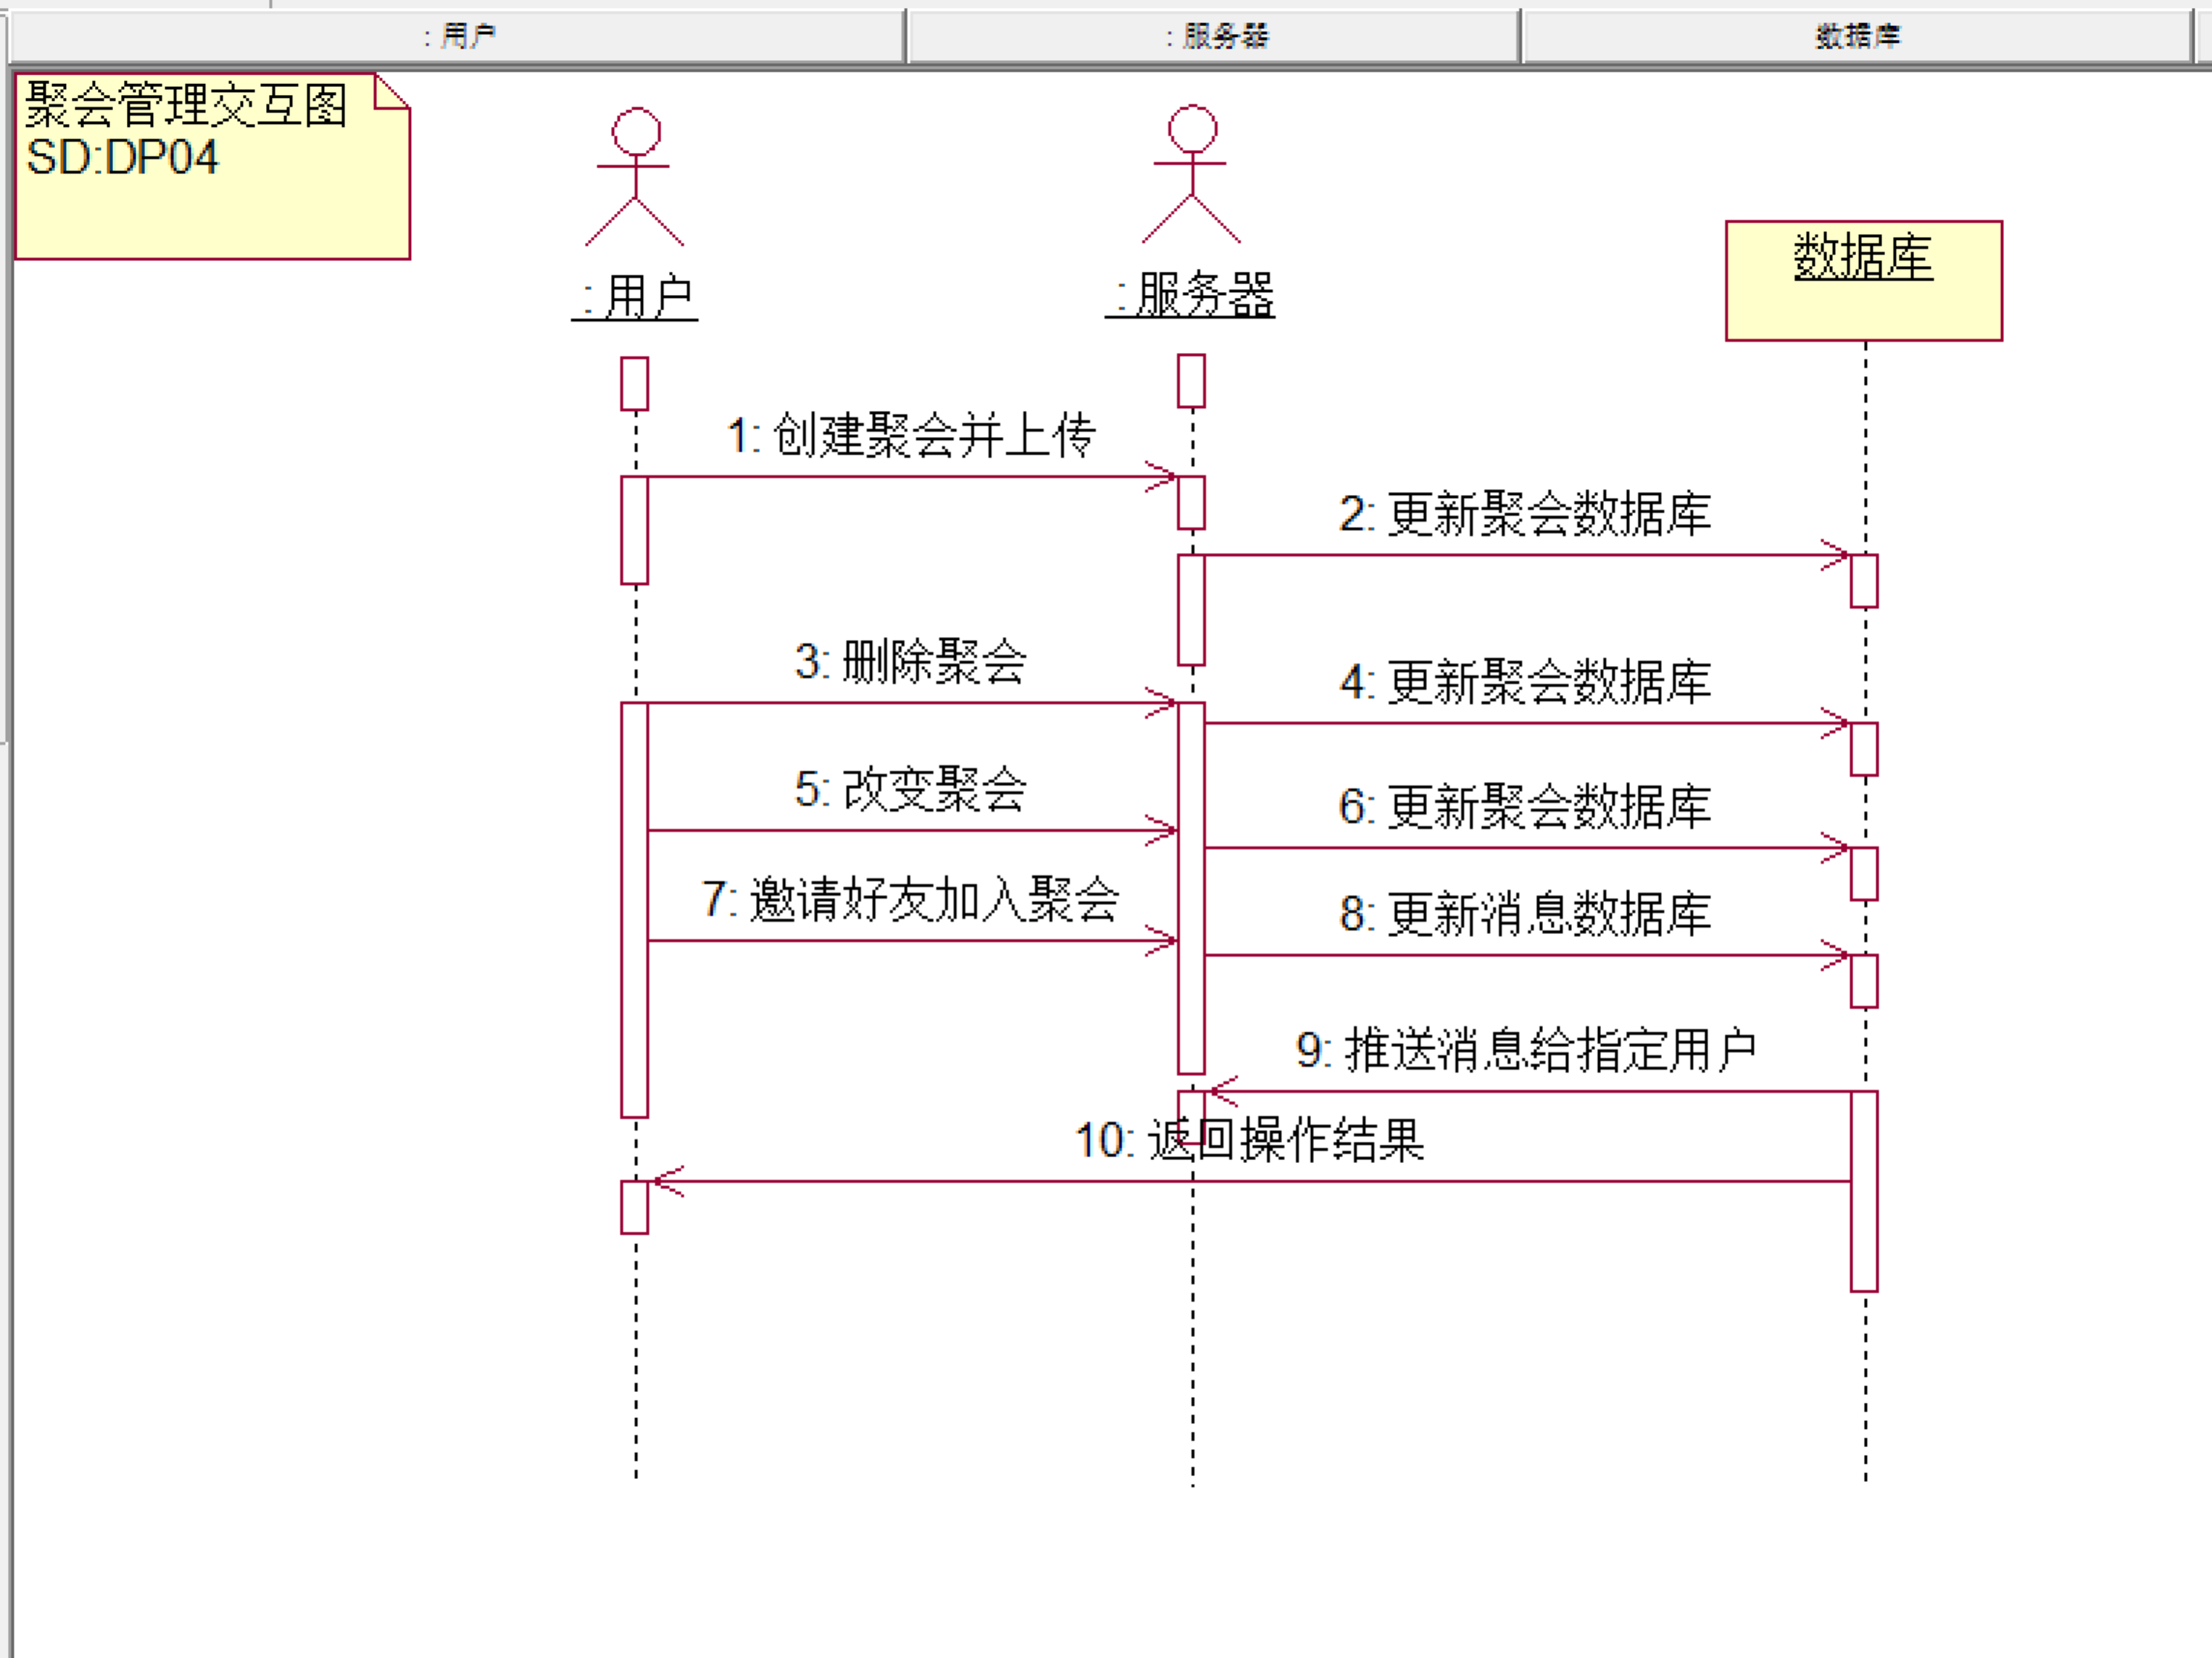 : 用户
: 服务器
数据库
聚会管理交互图
SD:DP04
: 用户
: 服务器
数据库
1: 创建聚会并上传
2: 更新聚会数据库
3: 删除聚会
4: 更新聚会数据库
5: 改变聚会
6: 更新聚会数据库
7: 邀请好友加入聚会
8: 更新消息数据库
9: 推送消息给指定用户
10: 返回操作结果